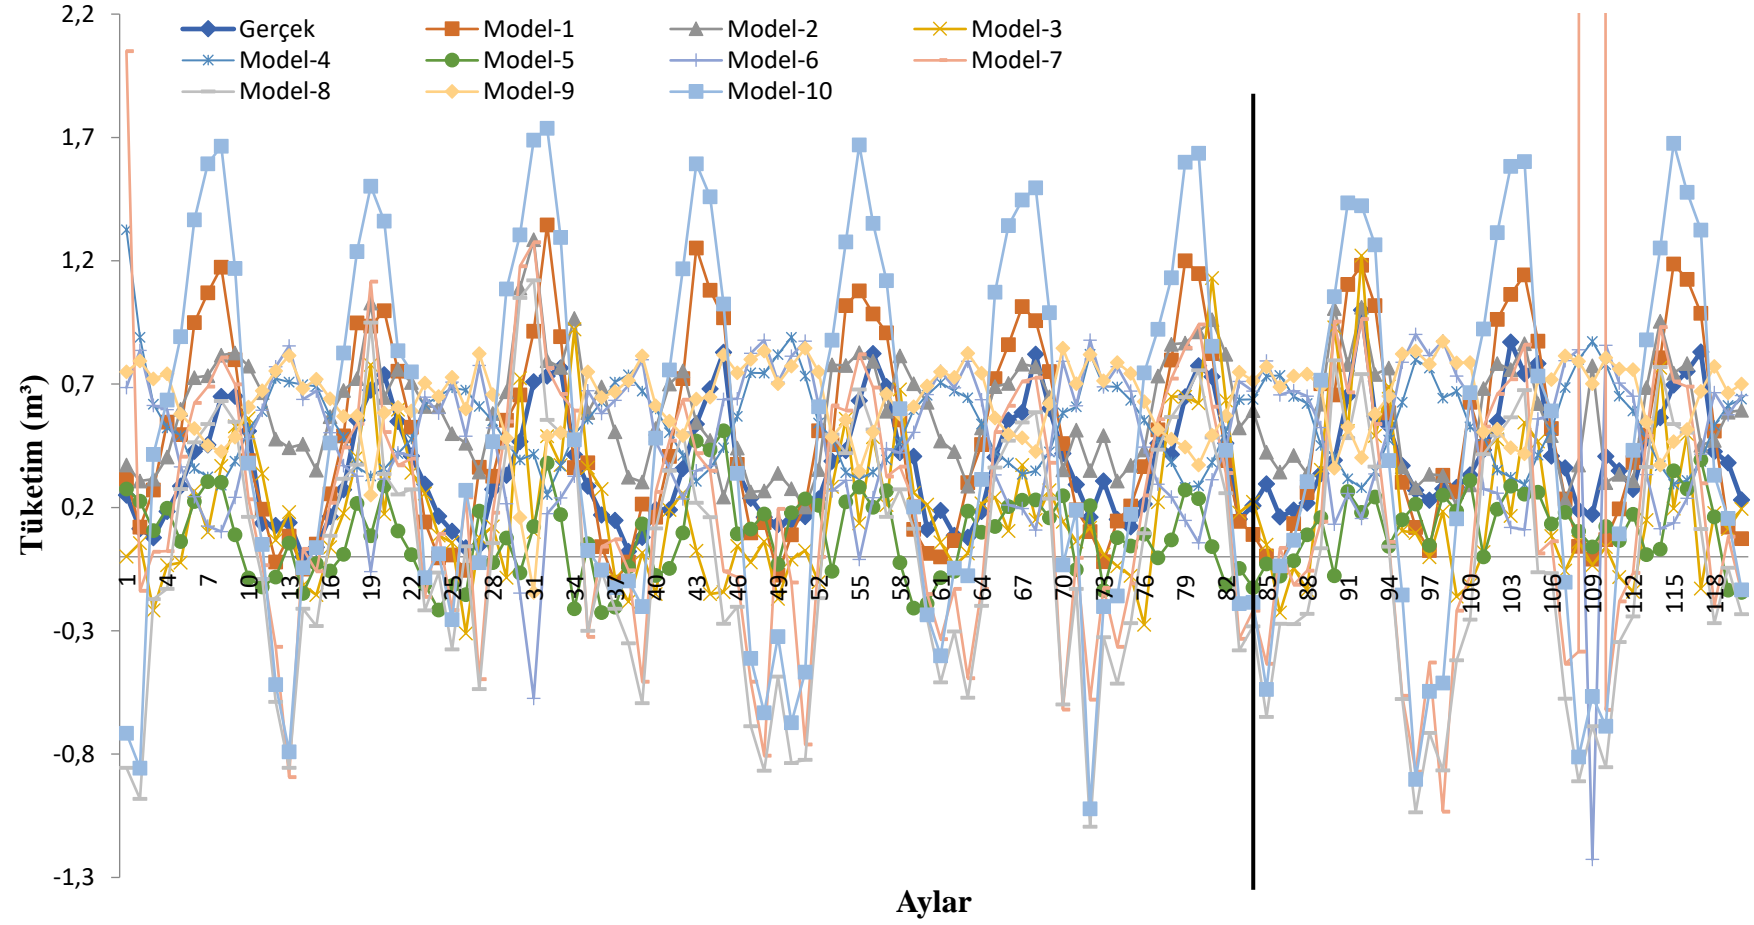 Gerçek Model-1 Model-2 Model-3
Model-4 Model-5 Model-6 Model-7
Model-8 Model-9 Model-10
Tüketim (m³)
2,2
1,7
1,2
0,7
0,2
-0,3
-0,8
-1,3
1 4 7 10 13 16 19 22 25 28 31 34 37 40 43 46 49 52 55 58 61 64 67 70 73 76 79 82 85 88 91 94 97 100 103 106 109 112 115 118
Aylar